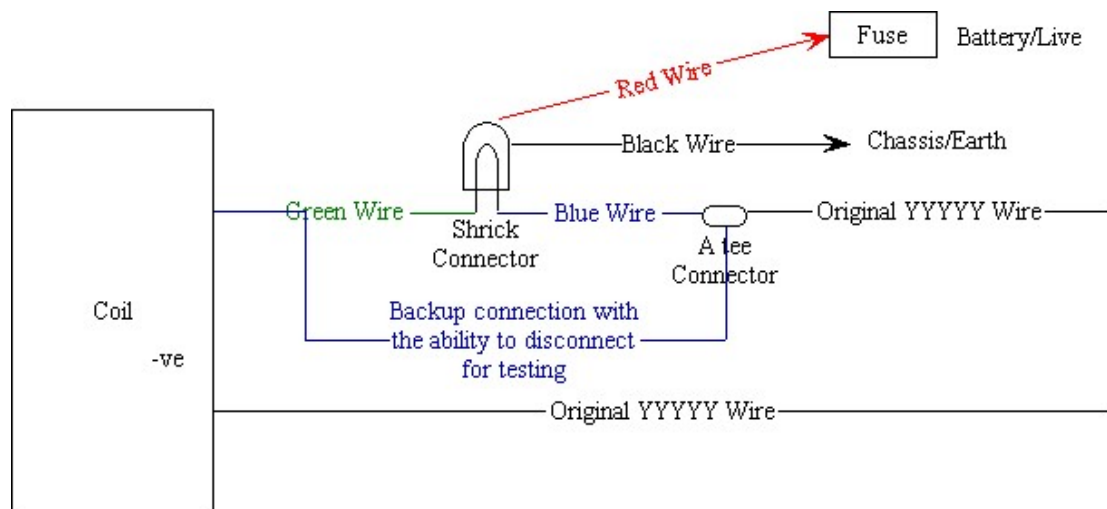 Fuse
Battery/Live
Red Wire
Black Wire
Chassis/Earth
Green Wire
Blue Wire
Original YYYYY Wire
Shrick
Connector
A tee
Connector
Coil
Backup connection with
the ability to disconnect
for testing
-ve
Original YYYYY Wire